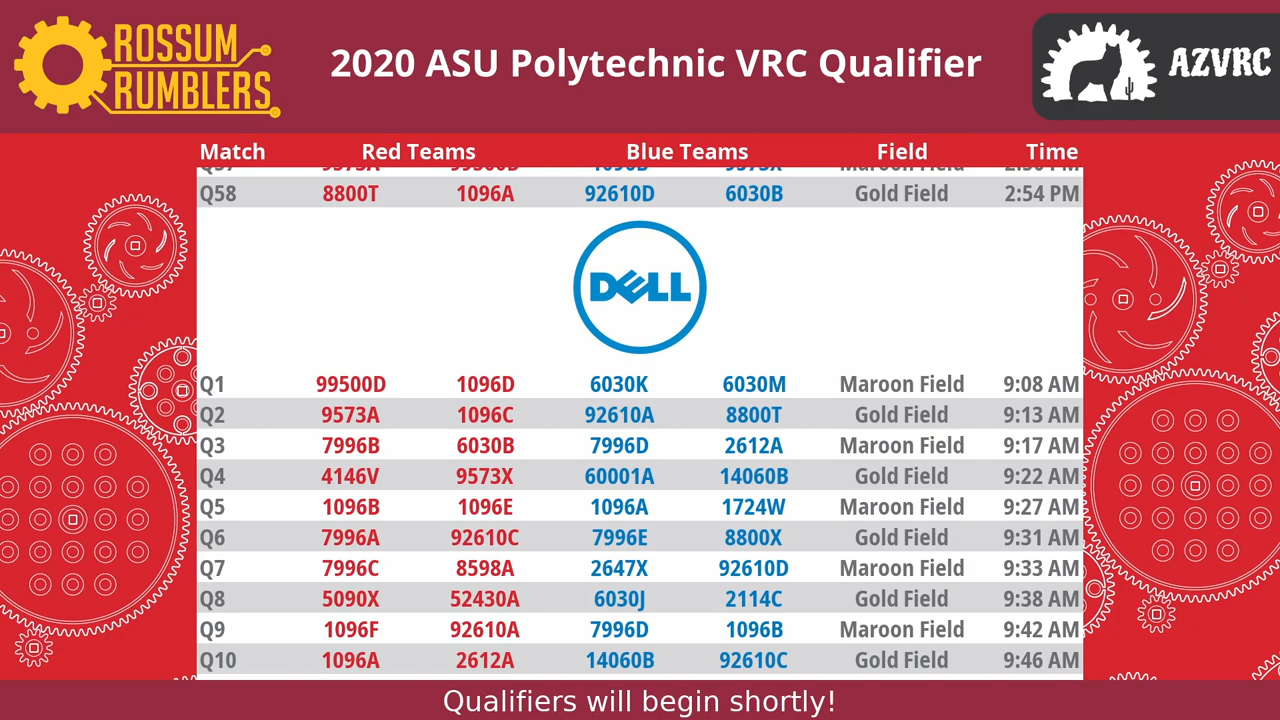 ROSSUM
RUMBLERS
2020 ASU Polytechnic VRC Qualifier
AZVRC
Match Red Teams Blue Teams Field Time
Q58 8800T 1096A 92610D 6030B Gold Field 2:54 PM
DELL
Q1 99500D 1096D 6030K 6030M Maroon Field 9:08 AM
Q2 9573A 1096C 92610A 8800T Gold Field 9:13 AM
Q3 7996B 6030B 7996D 2612A Maroon Field 9:17 AM
Q4 4146V 9573X 60001A 14060B Gold Field 9:22 AM
Q5 1096B 1096E 1096A 1724W Maroon Field 9:27 AM
Q6 7996A 92610C 7996E 8800X Gold Field 9:31 AM
Q7 7996C 8598A 2647X 92610D Maroon Field 9:33 AM
Q8 5090X 52430A 6030J 2114C Gold Field 9:38 AM
Q9 1096F 92610A 7996D 1096B Maroon Field 9:42 AM
Q10 1096A 2612A 14060B 92610C Gold Field 9:46 AM
Qualifiers will begin shortly!